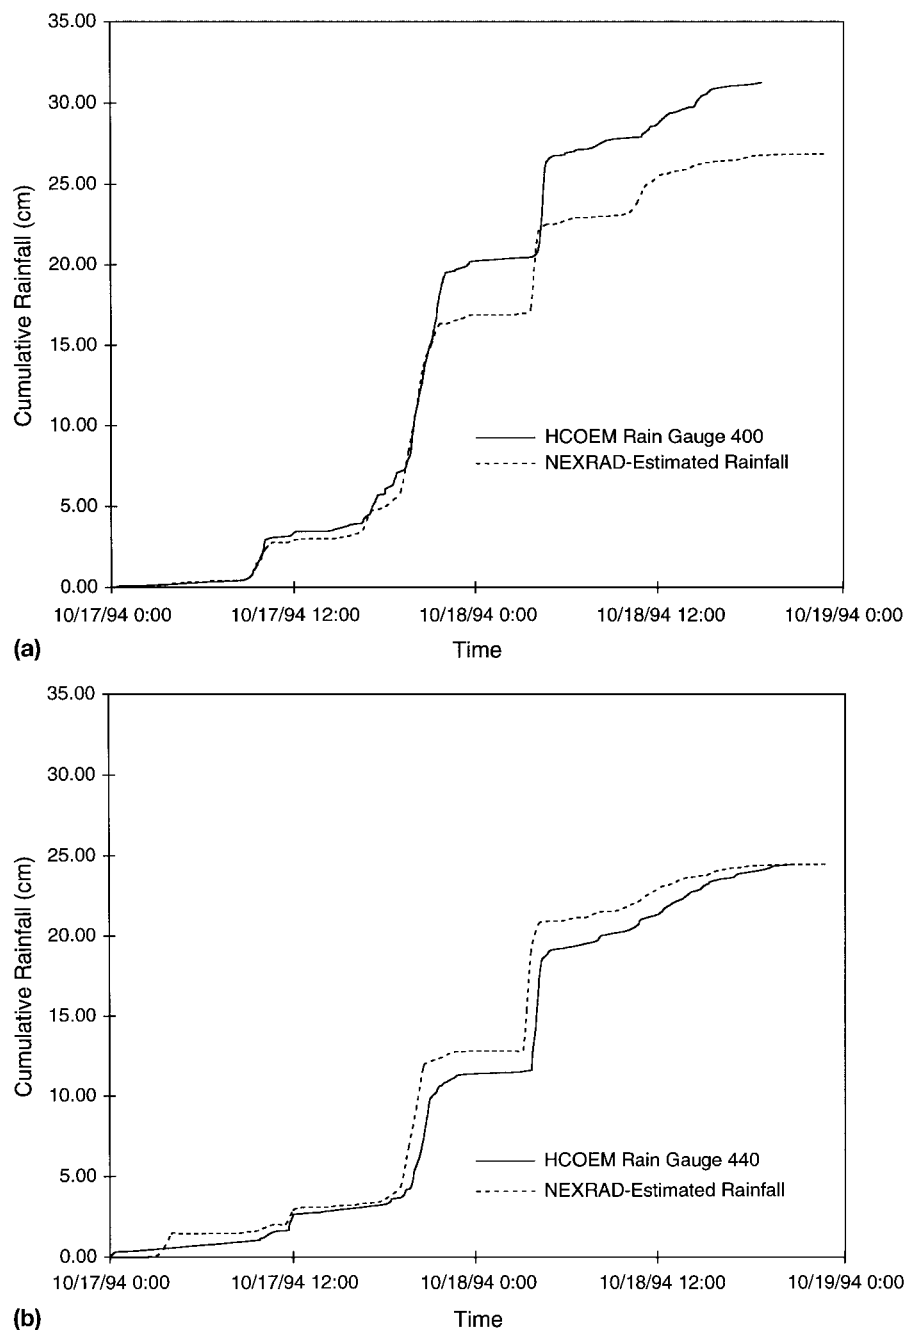 35.00
30.00
25.00
20.00
15.00
10.00
5.00
0.00
Cumulative Rainfall (cm)
HCOEM Rain Gauge 400
NEXRAD-Estimated Rainfall
10/17/94 0:00 10/17/94 12:00 10/18/94 0:00 10/18/94 12:00 10/19/94 0:00
(a)
Time
35.00
30.00
25.00
20.00
15.00
10.00
5.00
0.00
Cumulative Rainfall (cm)
HCOEM Rain Gauge 440
NEXRAD-Estimated Rainfall
10/17/94 0:00 10/17/94 12:00 10/18/94 0:00 10/18/94 12:00 10/19/94 0:00
(b)
Time